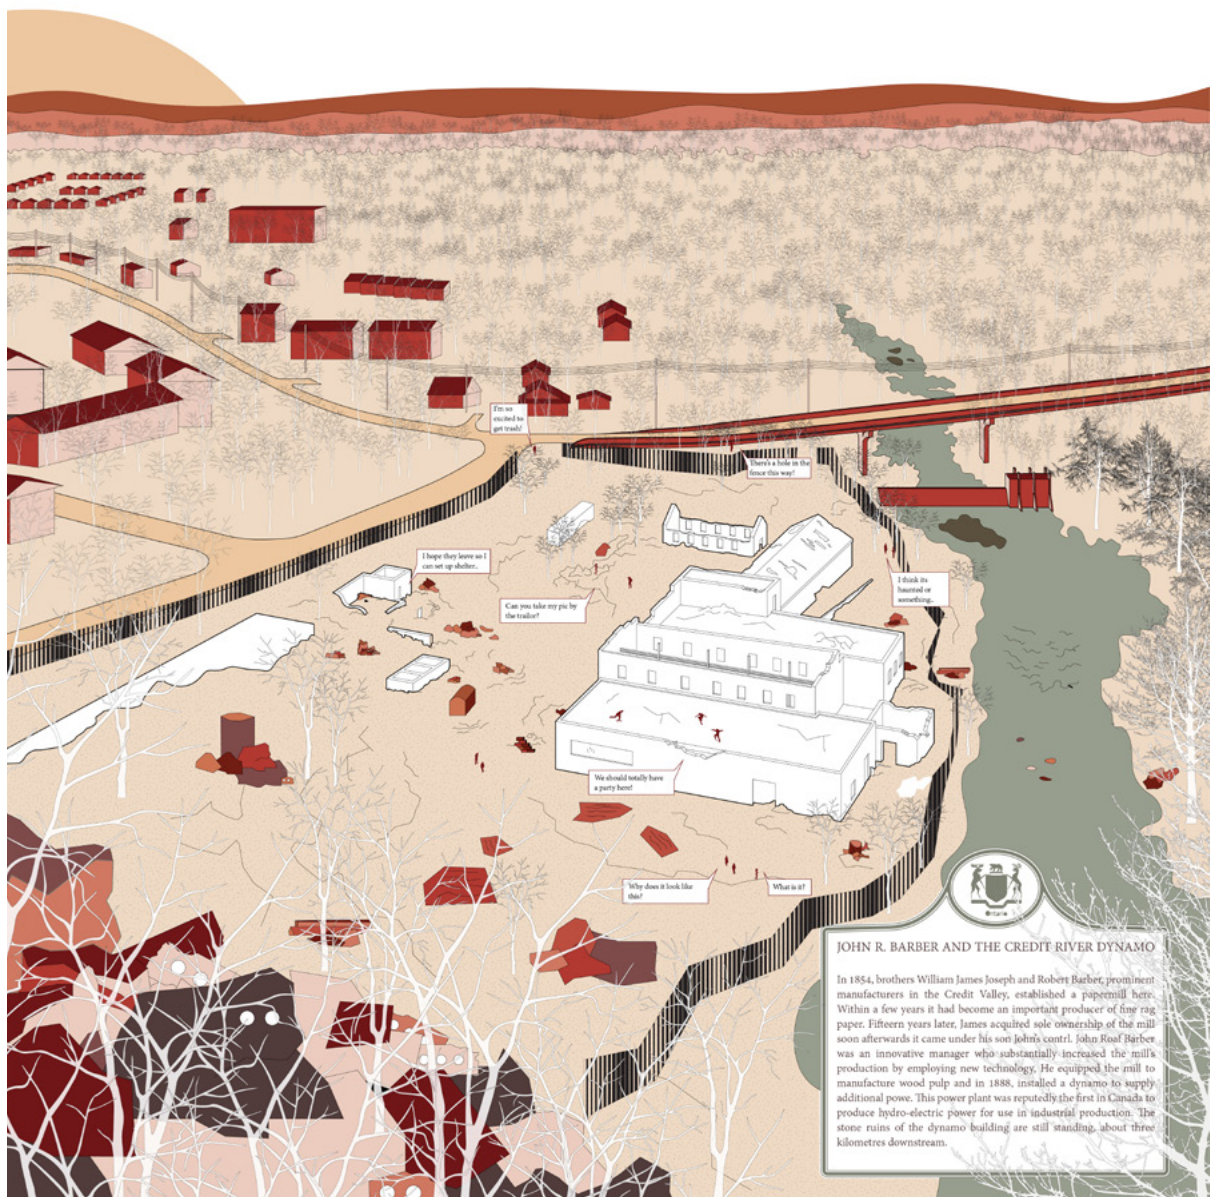 I'm so
excited to
get trash!
There's a hole in the
fence this way!
I hope they leave so I
can set up shelter..
Can you take my pic by
the trailor?
I think its
haunted or
something..
We should totally have
a party here!
Why does it look like
this?
What is it?
Ontario
JOHN R. BARBER AND THE CREDIT RIVER DYNAMO
In 1854, brothers William James Joseph and Robert Barber, prominent
manufacturers in the Credit Valley, established a papermill here.
Within a few years it had become an important producer of fine rag
paper. Fifteern years later, James acquired sole ownership of the mill
soon afterwards it came under his son John's contrl. John Roaf Barber
was an innovative manager who substantially increased the mill's
production by employing new technology. He equipped the mill to
manufacture wood pulp and in 1888, installed a dynamo to supply
additional powe. This power plant was reputedly the first in Canada to
produce hydro-electric power for use in industrial production. The
stone ruins of the dynamo building are still standing, about three
kilometres downstream.